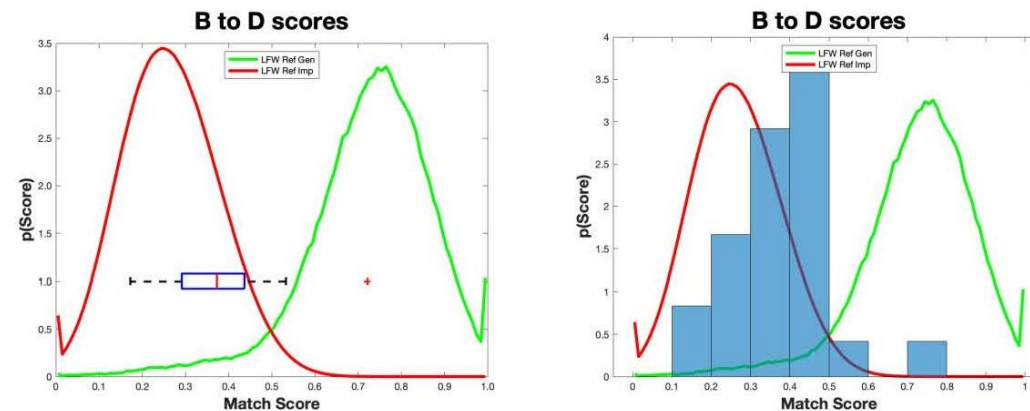 B to D scores
LFW Ref Gen
LFW Ref Imp
3.5
3.0
2.5
2.0
1.5
1.0
0.5
0
p(Score)
0.1 0.2 0.3 0.4 0.5 0.6 0.7 0.8 0.9 1.0
Match Score
B to D scores
LFW Ref Gen
LFW Ref Imp
4
3.5
3
2.5
2
1.5
1
0.5
0
p(Score)
0 0.1 0.2 0.3 0.4 0.5 0.6 0.7 0.8 0.9 1
Match Score